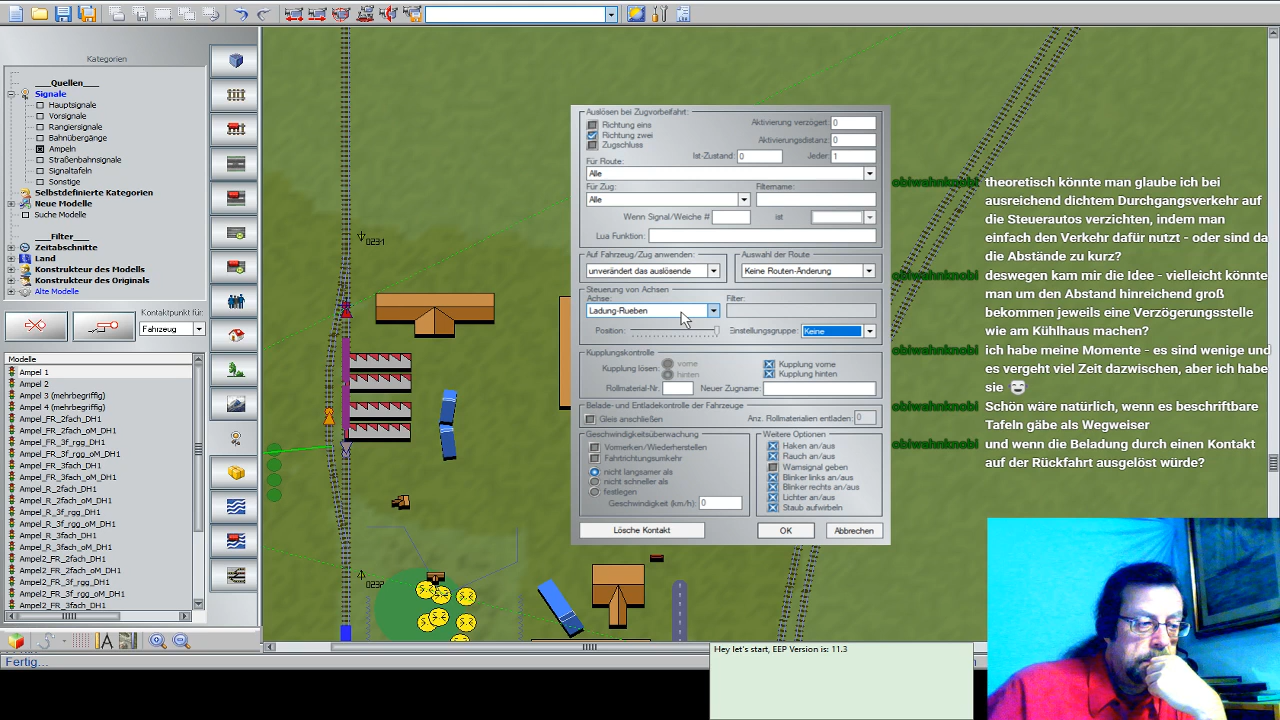 Kategorien
___Quellen___
Signale
Hauptsignale
Vorsignale
Rangiersignale
Bahnübergänge
Ampeln
Straßenbahnsignale
Signaltafeln
Sonstige
Selbstdefinierte Kategorien
Neue Modelle
Suche Modelle
___Filter___
Zeitabschnitte
Land
Konstrukteure des Modells
Konstrukteure des Originals
Alte Modelle
Kontaktpunkt für:
Fahrzeug
Modelle
Ampel 1
Ampel 2
Ampel 3 (mehrbegriffig)
Ampel 4 (mehrbegriffig)
Ampel_FR_2fach_DH1
Ampel_FR_2fach_oM_DH1
Ampel_FR_3f_rgg_DH1
Ampel_FR_3f_rgg_oM_DH1
Ampel_FR_3fach_DH1
Ampel_FR_3fach_oM_DH1
Ampel_R_2fach_DH1
Ampel_R_2fach_oM_DH1
Ampel_R_3f_rgg_DH1
Ampel_R_3f_rgg_oM_DH1
Ampel_R_3fach_DH1
Ampel_R_3fach_oM_DH1
Ampel2_FR_2fach_DH1
Ampel2_FR_2fach_oM_DH1
Ampel2_FR_3f_rgg_DH1
Ampel2_FR_3f_rgg_oM_DH1
Ampel2_FR_3fach_DH1
Fertig...
0231
0232
Auslösen bei Zugvorbeifahrt:
Richtung eins
Richtung zwei
Zugschluss
Aktivierung verzögert: 0
Aktivierungsdistanz: 0
Ist-Zustand: 0
Jeder: 1
Für Route:
Alle
Für Zug:
Filtername:
Alle
Wenn Signal/Weiche #
ist
Lua Funktion:
Auf Fahrzeug/Zug anwenden:
Auswahl der Route
unverändert das auslösende
Keine Routen-Änderung
Steuerung von Achsen
Achse:
Filter:
Ladung-Rueben
Position:
Einstellungsgruppe: Keine
Kupplungskontrolle
Kupplung lösen:
vorne
hinten
Kupplung vorne
Kupplung hinten
Rollmaterial-Nr.
Neuer Zugname:
Belade- und Entladekontrolle der Fahrzeuge
Gleis anschließen
Anz. Rollmaterialien entladen: 0
Geschwindigkeitsüberwachung
Vormerken/Wiederherstellen
Fahrtrichtungsumkehr
nicht langsamer als
nicht schneller als
festlegen
Geschwindigkeit (km/h): 0
Weitere Optionen
Haken an/aus
Rauch an/aus
Warnsignal geben
Blinker links an/aus
Blinker rechts an/aus
Lichter an/aus
Staub aufwirbeln
Lösche Kontakt
OK
Abbrechen
obiwahnknobi theoretisch könnte man glaube ich bei
ausreichend dichtem Durchgangsverkehr auf
die Steuerautos verzichten, indem man
einfach den Verkehr dafür nutzt - oder sind da
die Abstände zu kurz?
obiwahnknobi deswegen kam mir die Idee - vielleicht könnte
man um den Abstand hinreichend groß
bekommen jeweils eine Verzögerungsstelle
wie am Kühlhaus machen?
obiwahnknobi ich habe meine Momente - es sind wenige und
es vergeht viel Zeit dazwischen, aber ich habe
sie 😄
obiwahnknobi Schön wäre natürlich, wenn es beschriftbare
Tafeln gäbe als Wegweiser
obiwahnknobi und wenn die Beladung durch einen Kontakt
auf der Rückfahrt ausgelöst würde?
Hey let's start, EEP Version is: 11.3